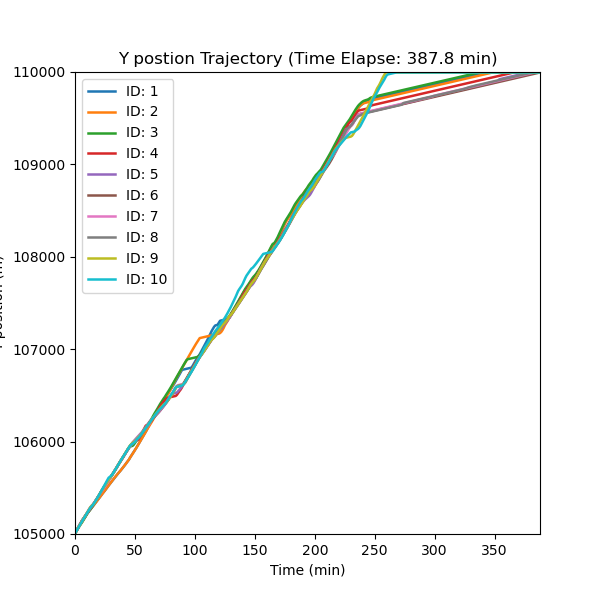 Y postion Trajectory (Time Elapse: 387.8 min)
110000
109000
108000
107000
106000
105000
ID: 1
ID: 2
ID: 3
ID: 4
ID: 5
ID: 6
ID: 7
ID: 8
ID: 9
ID: 10
0 50 100 150 200 250 300 350
Time (min)